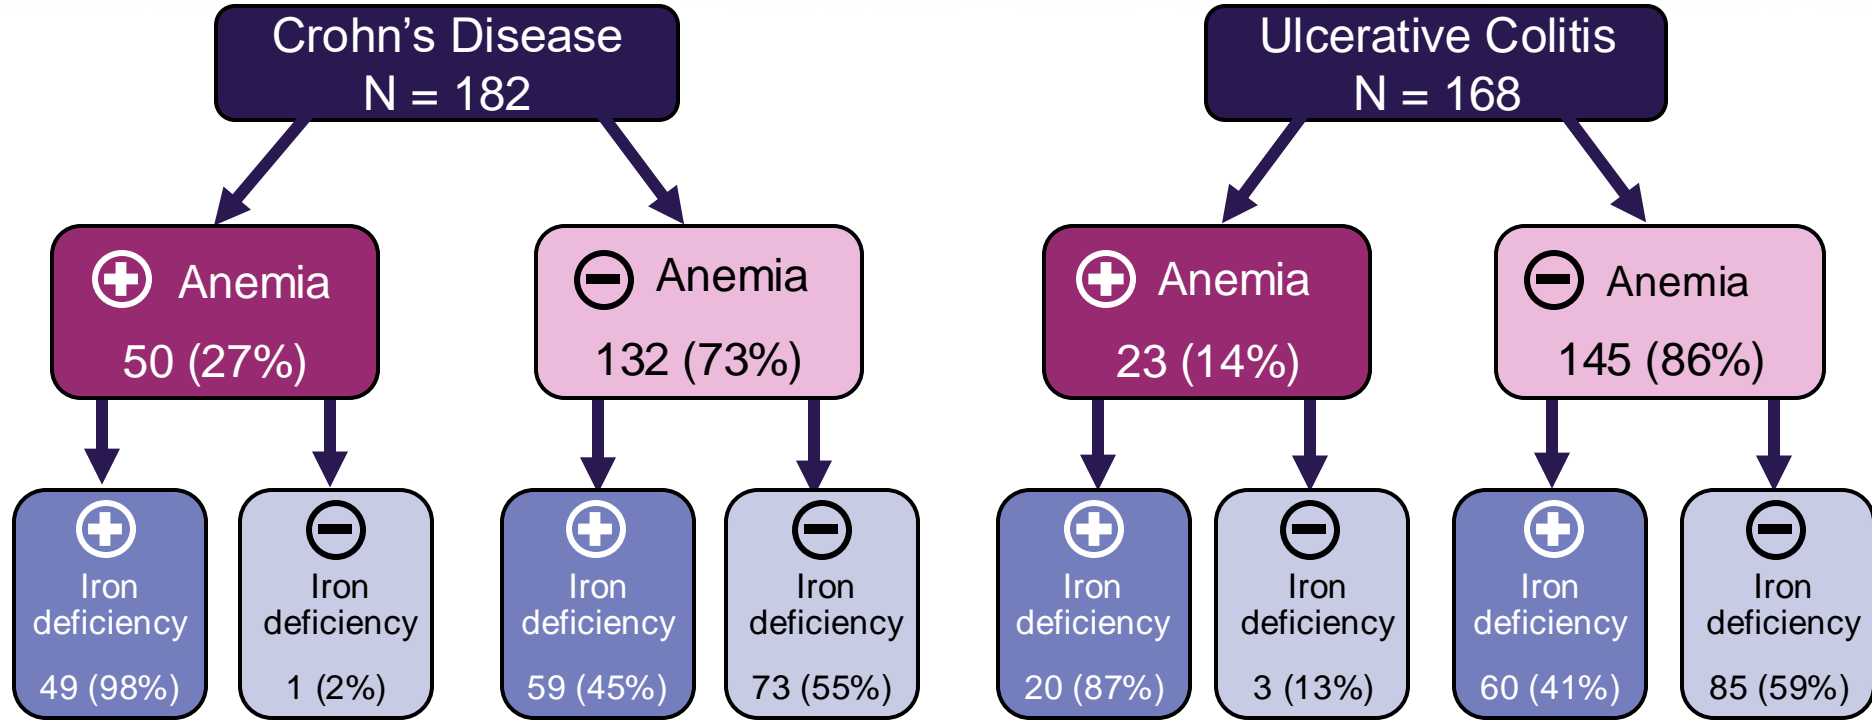 Crohn’s Disease
N = 182
Ulcerative Colitis
N = 168
Anemia
50 (27%)
Anemia
132 (73%)
Anemia
23 (14%)
Anemia
145 (86%)
Iron
deficiency
49 (98%)
Iron
deficiency
1 (2%)
Iron
deficiency
59 (45%)
Iron
deficiency
73 (55%)
Iron
deficiency
20 (87%)
Iron
deficiency
3 (13%)
Iron
deficiency
60 (41%)
Iron
deficiency
85 (59%)